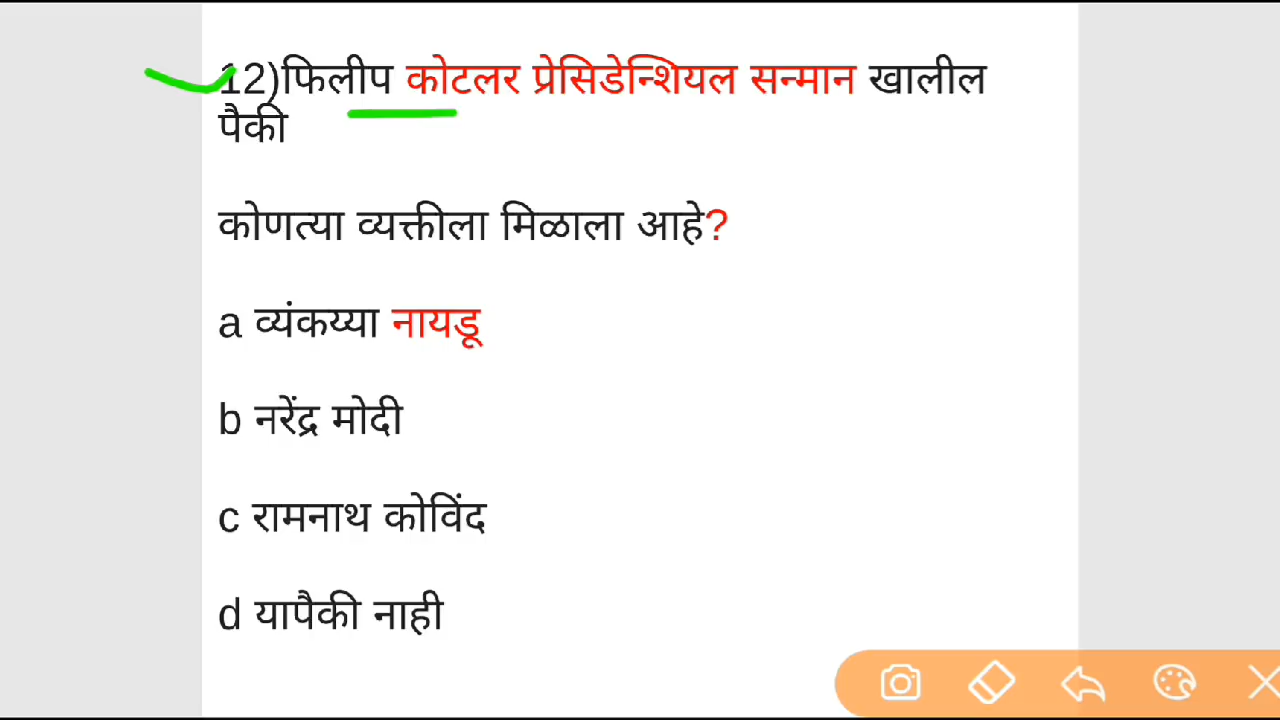 12)फिलीप कोटलर प्रेसिडेन्शियल सन्मान खालील
पैकी
कोणत्या व्यक्तीला मिळाला आहे?
a व्यंकय्या नायडू
b नरेंद्र मोदी
c रामनाथ कोविंद
d यापैकी नाही